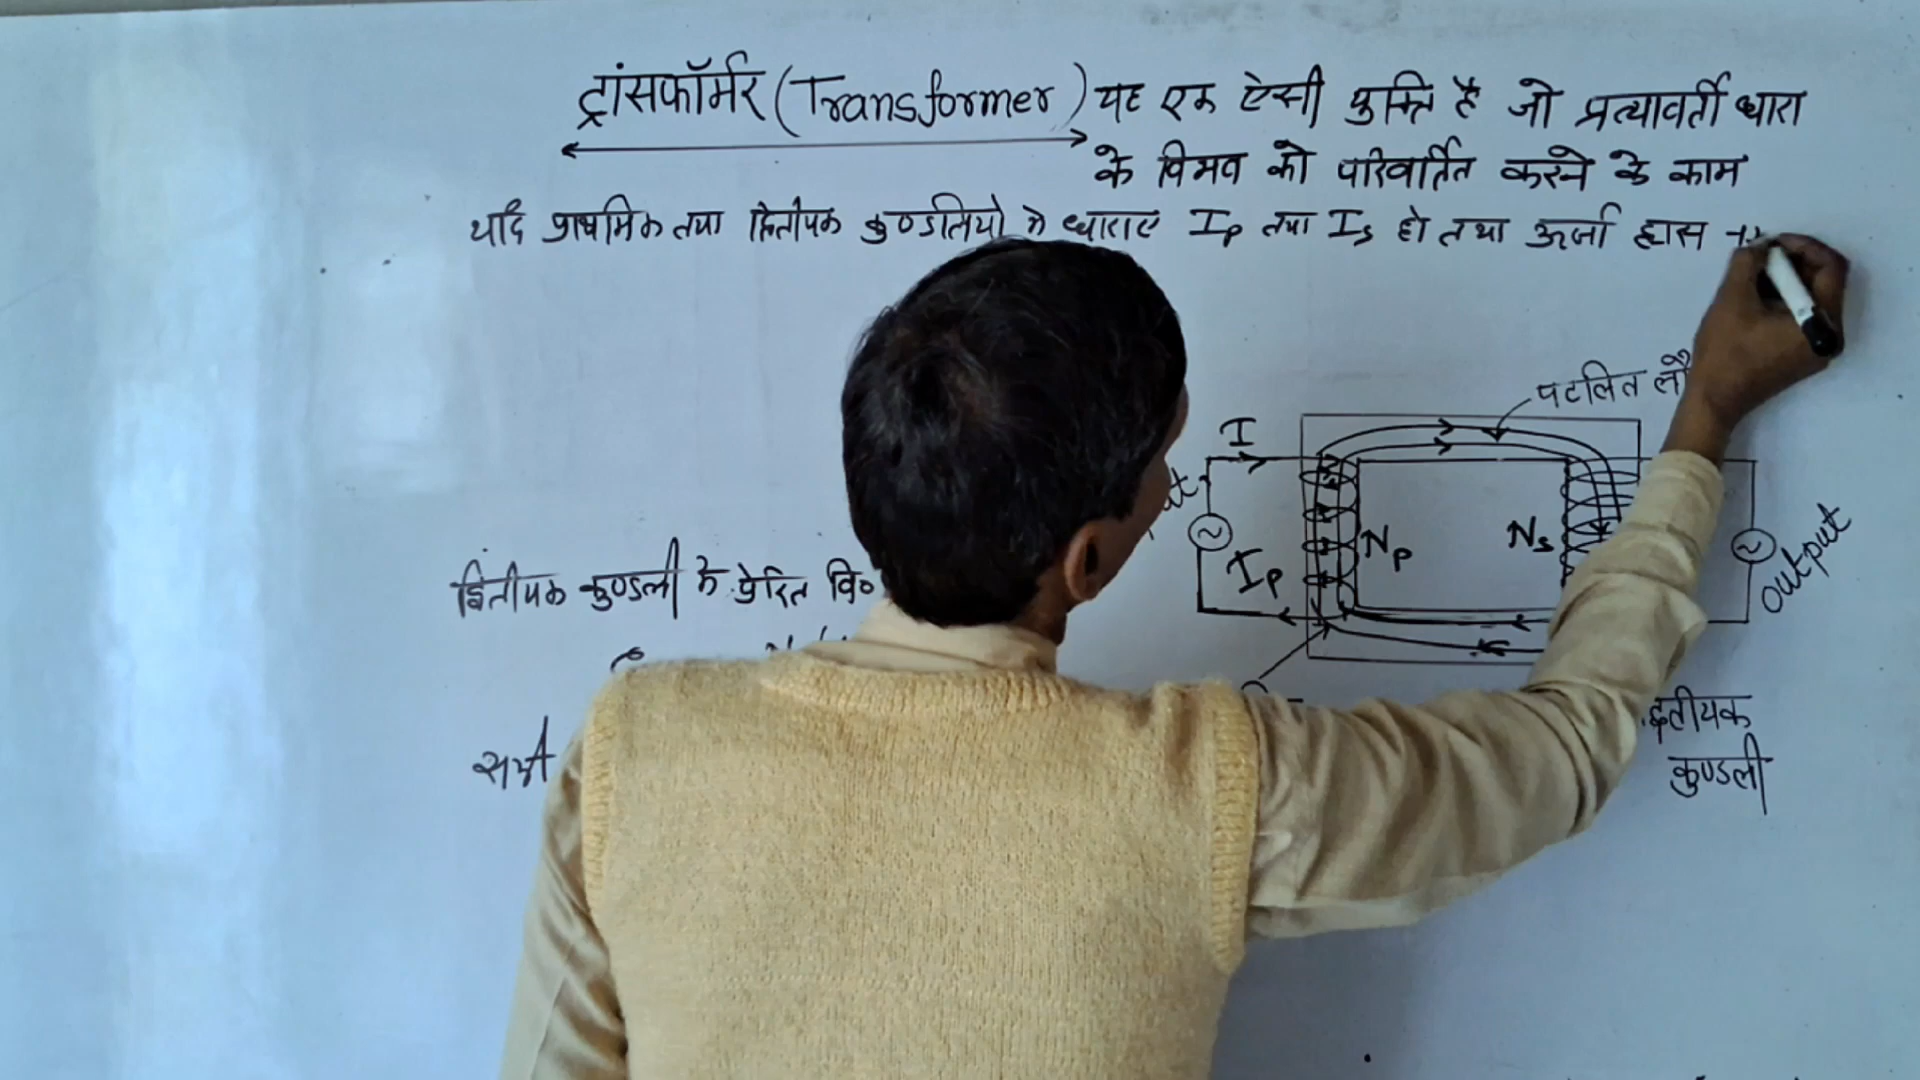 ट्रांसफॉर्मर (Transformer) यह एक ऐसी युक्ति है जो प्रत्यावर्ती धारा
के विभव को परिवर्तित करने के काम
यदि प्राथमिक तथा द्वितीयक कुण्डलियो मे धाराएं Ip तथा Is हो तथा ऊर्जा ह्रास
पटलित
I
Np
Ns
Ip
output
द्वितीयक कुण्डली मे प्रेरित वि०
द्वितीयक
कुण्डली